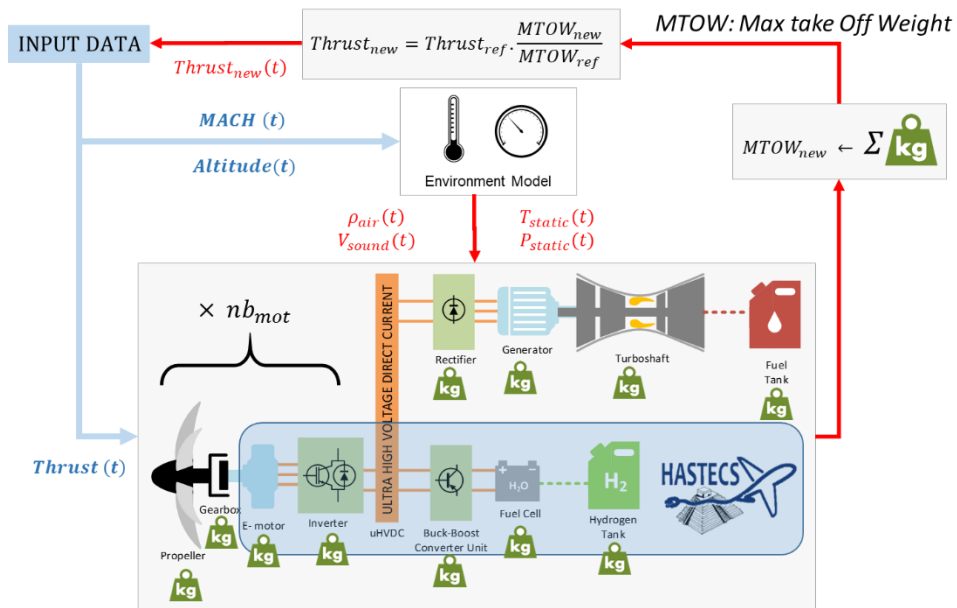 INPUT DATA
Thrust_new = Thrust_ref . MTOW_new / MTOW_ref
MTOW: Max take Off Weight
Thrust_new(t)
MACH (t)
Altitude(t)
Environment Model
MTOW_new ← Σ kg
ρ_air(t)
V_sound(t)
T_static(t)
P_static(t)
× nb_mot
ULTRA HIGH VOLTAGE DIRECT CURRENT
Rectifier
kg
Generator
kg
Turboshaft
kg
Fuel
Tank
kg
Thrust (t)
Propeller
kg
Gearbox
kg
E- motor
kg
Inverter
kg
uHVDC
Buck-Boost
Converter Unit
kg
H₂O
Fuel Cell
kg
H₂
Hydrogen
Tank
kg
HASTECS